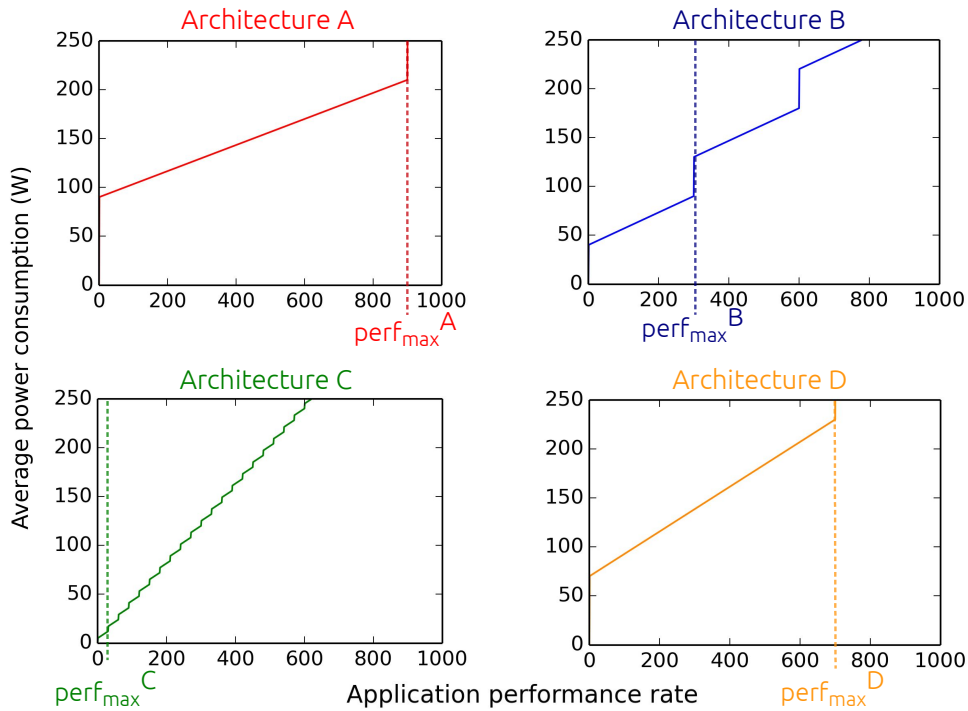 Architecture A
250
200
150
100
50
0
0 200 400 600 800 1000
perfmaxA
Architecture B
250
200
150
100
50
0
0 200 400 600 800 1000
perfmaxB
Average power consumption (W)
Architecture C
250
200
150
100
50
0
0 200 400 600 800 1000
perfmaxC
Architecture D
250
200
150
100
50
0
0 200 400 600 800 1000
perfmaxD
Application performance rate